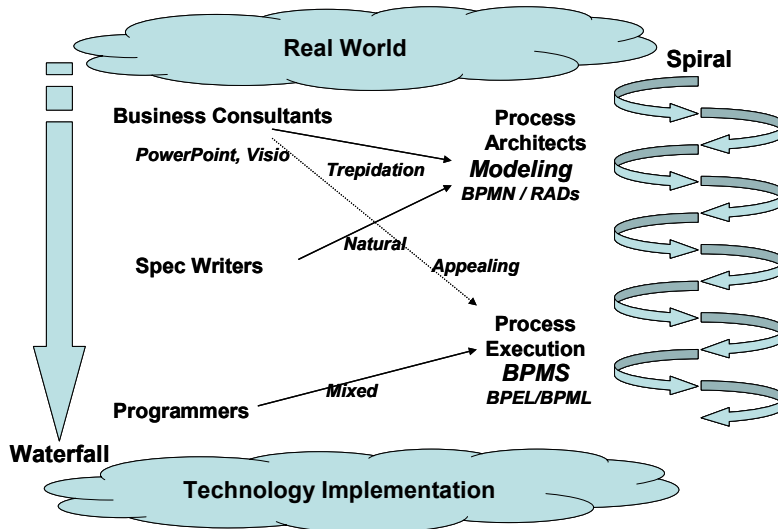 Real World
Spiral
Business Consultants
PowerPoint, Visio
Trepidation
Process
Architects
Modeling
BPMN / RADs
Natural
Spec Writers
Appealing
Process
Execution
BPMS
BPEL/BPML
Mixed
Programmers
Waterfall
Technology Implementation